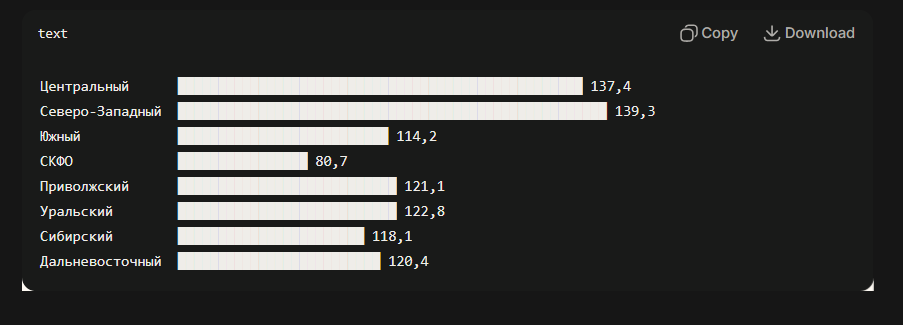 text Copy Download
Центральный 137,4
Северо-Западный 139,3
Южный 114,2
СКФО 80,7
Приволжский 121,1
Уральский 122,8
Сибирский 118,1
Дальневосточный 120,4